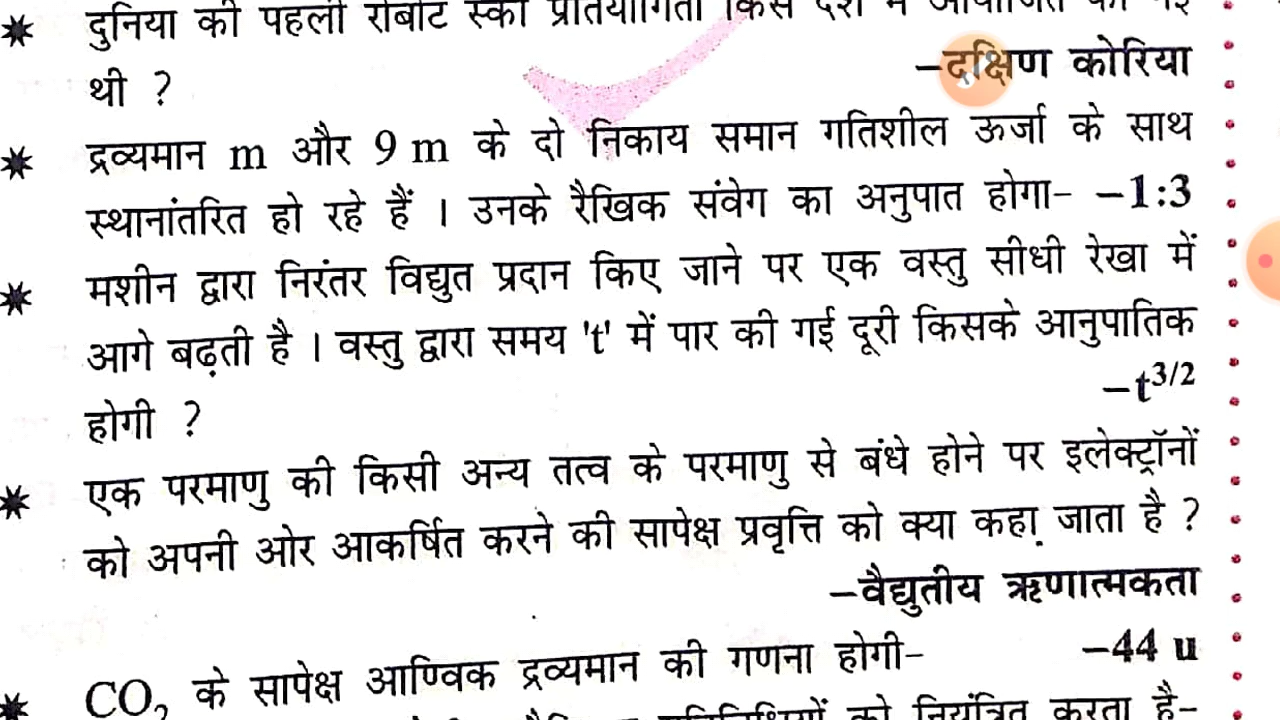 * दुनिया की पहली रोबोट स्की प्रतियोगिता किस देश में आयोजित की गई
थी ? –दक्षिण कोरिया
* द्रव्यमान m और 9 m के दो निकाय समान गतिशील ऊर्जा के साथ
स्थानांतरित हो रहे हैं । उनके रैखिक संवेग का अनुपात होगा– –1:3
* मशीन द्वारा निरंतर विद्युत प्रदान किए जाने पर एक वस्तु सीधी रेखा में
आगे बढ़ती है । वस्तु द्वारा समय 't' में पार की गई दूरी किसके आनुपातिक
होगी ? –t^3/2
* एक परमाणु की किसी अन्य तत्व के परमाणु से बंधे होने पर इलेक्ट्रॉनों
को अपनी ओर आकर्षित करने की सापेक्ष प्रवृत्ति को क्या कहा जाता है ?
–वैद्युतीय ऋणात्मकता
* CO₂ के सापेक्ष आण्विक द्रव्यमान की गणना होगी– –44 u
को नियंत्रित करता है–